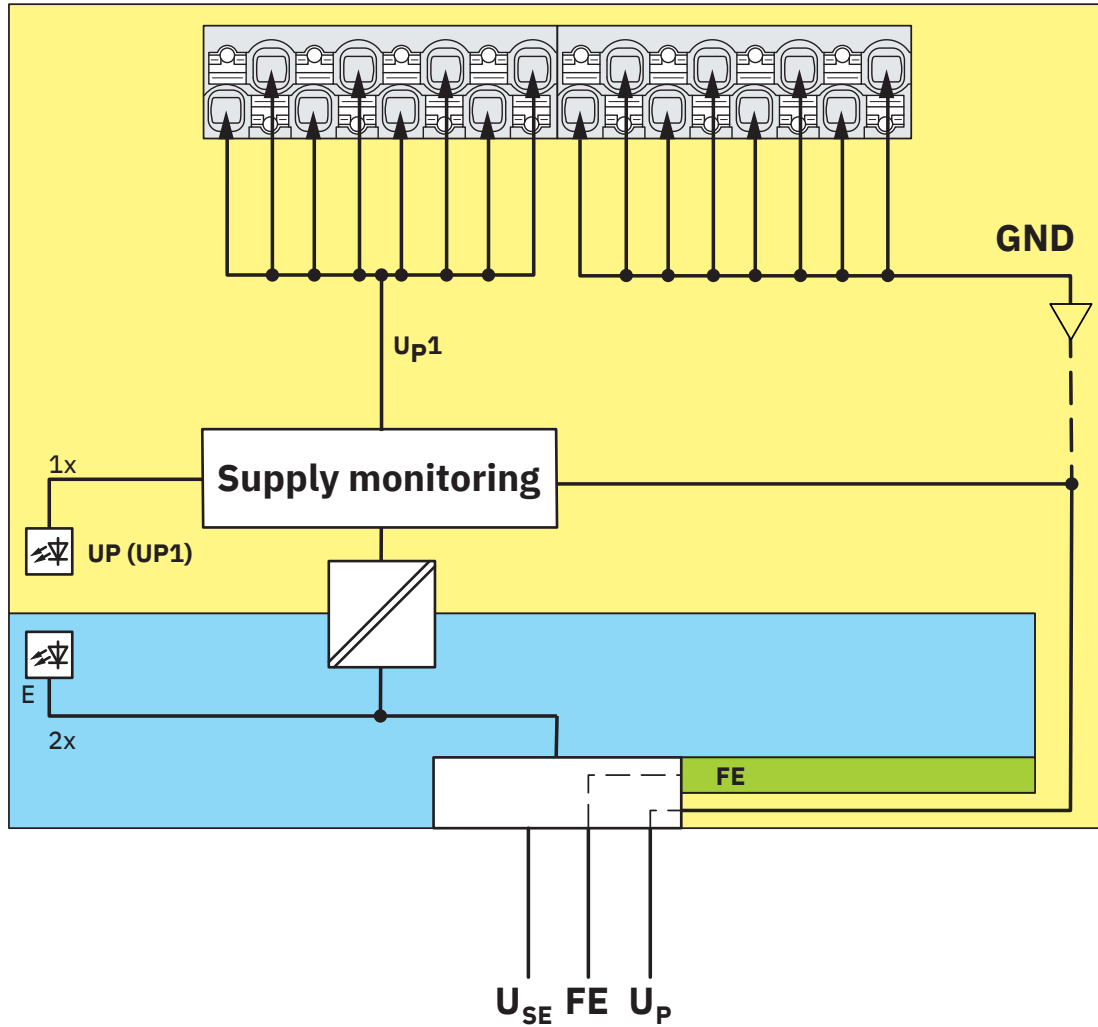 GND
UP1
1x
Supply monitoring
UP (UP1)
E
2x
FE
USE FE UP